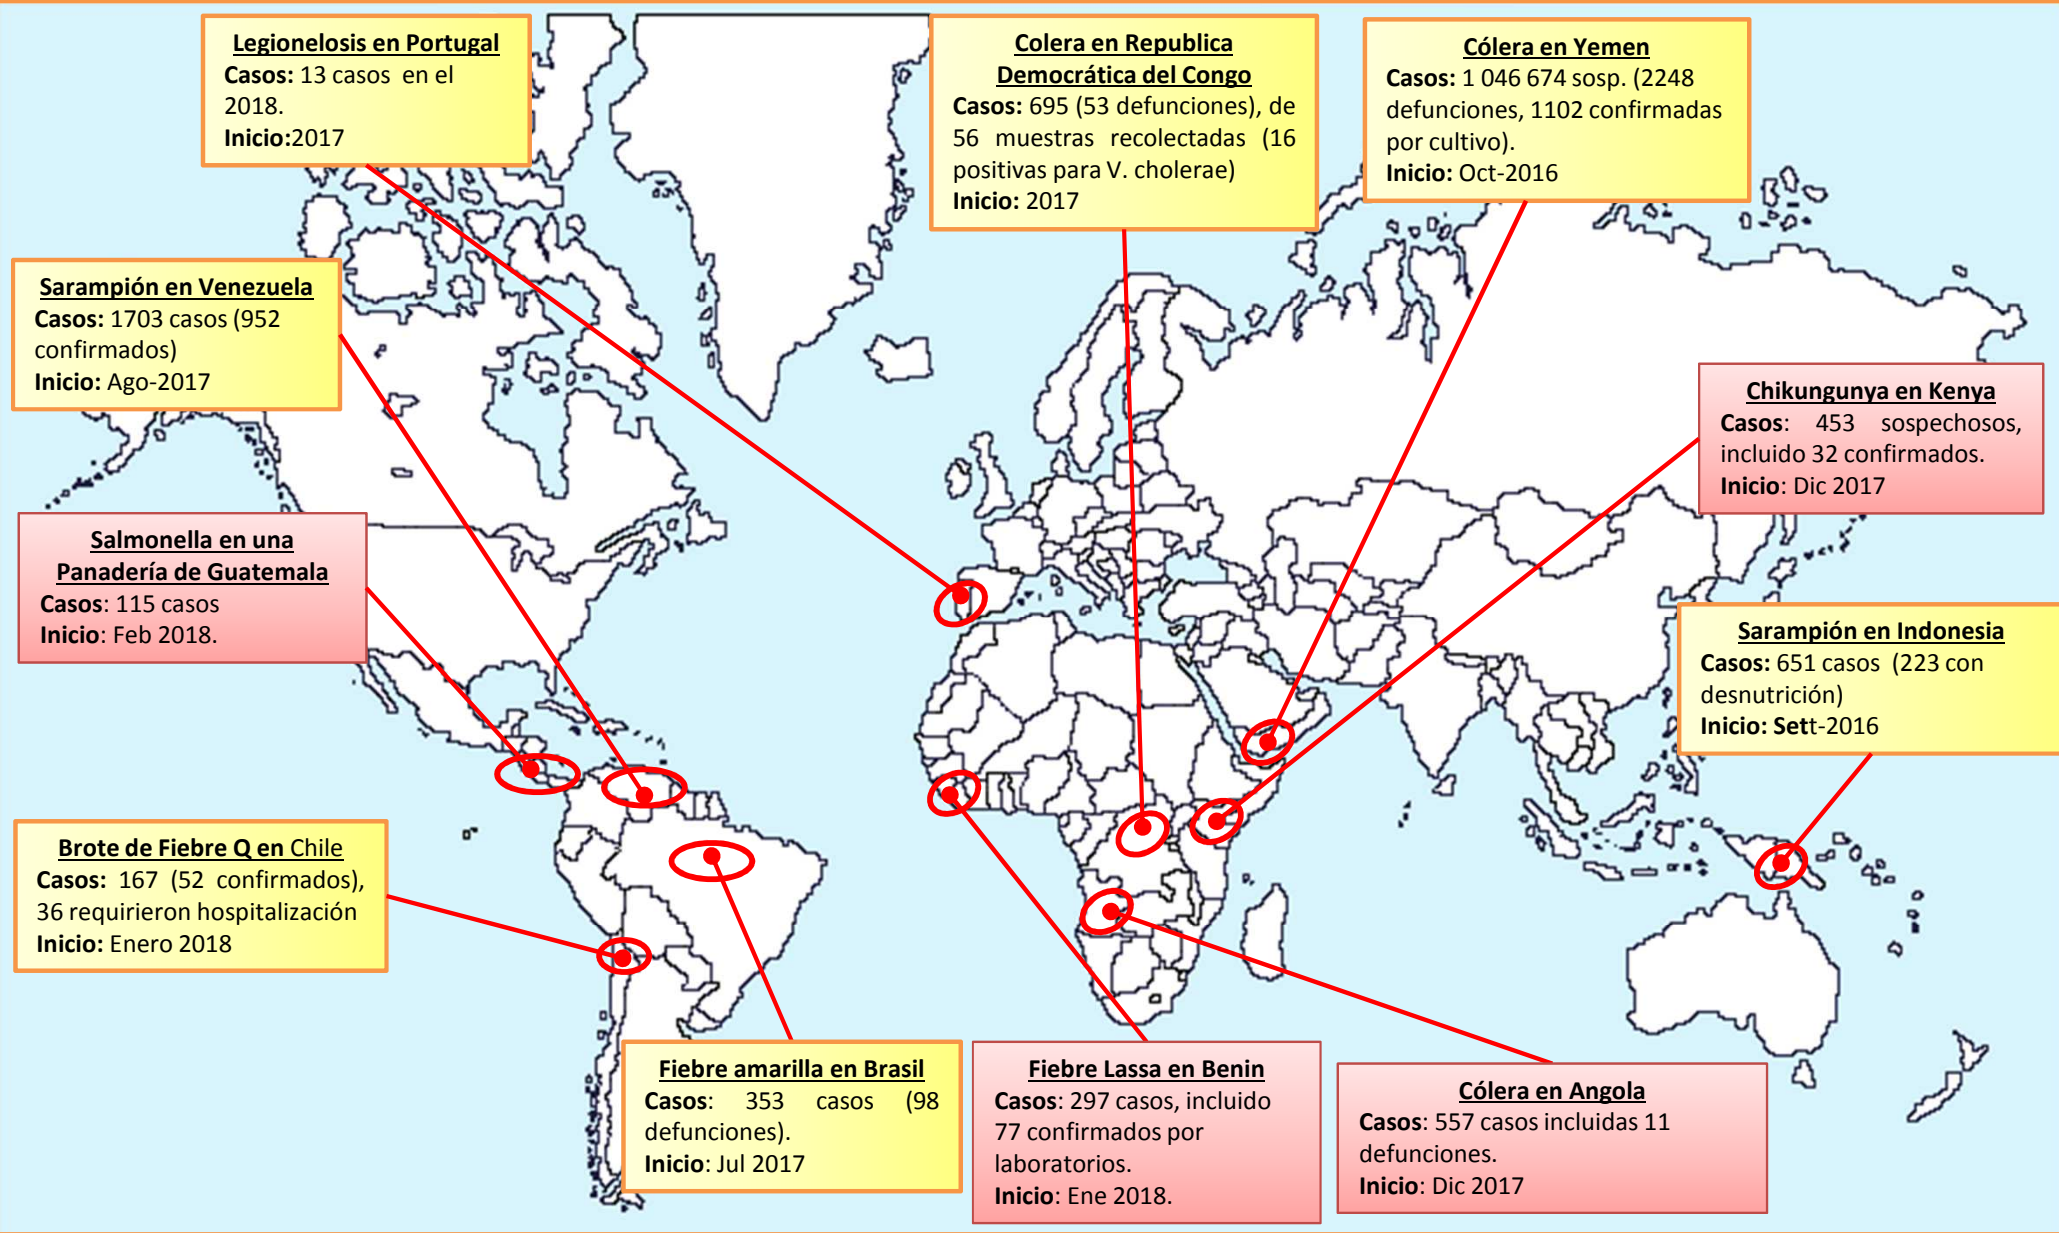 Legionelosis en Portugal
Casos: 13 casos en el
2018.
Inicio:2017
Colera en Republica
Democrática del Congo
Casos: 695 (53 defunciones), de
56 muestras recolectadas (16
positivas para V. cholerae)
Inicio: 2017
Cólera en Yemen
Casos: 1 046 674 sosp. (2248
defunciones, 1102 confirmadas
por cultivo).
Inicio: Oct-2016
Sarampión en Venezuela
Casos: 1703 casos (952
confirmados)
Inicio: Ago-2017
Chikungunya en Kenya
Casos: 453 sospechosos,
incluido 32 confirmados.
Inicio: Dic 2017
Salmonella en una
Panadería de Guatemala
Casos: 115 casos
Inicio: Feb 2018.
Sarampión en Indonesia
Casos: 651 casos (223 con
desnutrición)
Inicio: Sett-2016
Brote de Fiebre Q en Chile
Casos: 167 (52 confirmados),
36 requirieron hospitalización
Inicio: Enero 2018
Fiebre amarilla en Brasil
Casos: 353 casos (98
defunciones).
Inicio: Jul 2017
Fiebre Lassa en Benin
Casos: 297 casos, incluido
77 confirmados por
laboratorios.
Inicio: Ene 2018.
Cólera en Angola
Casos: 557 casos incluidas 11
defunciones.
Inicio: Dic 2017